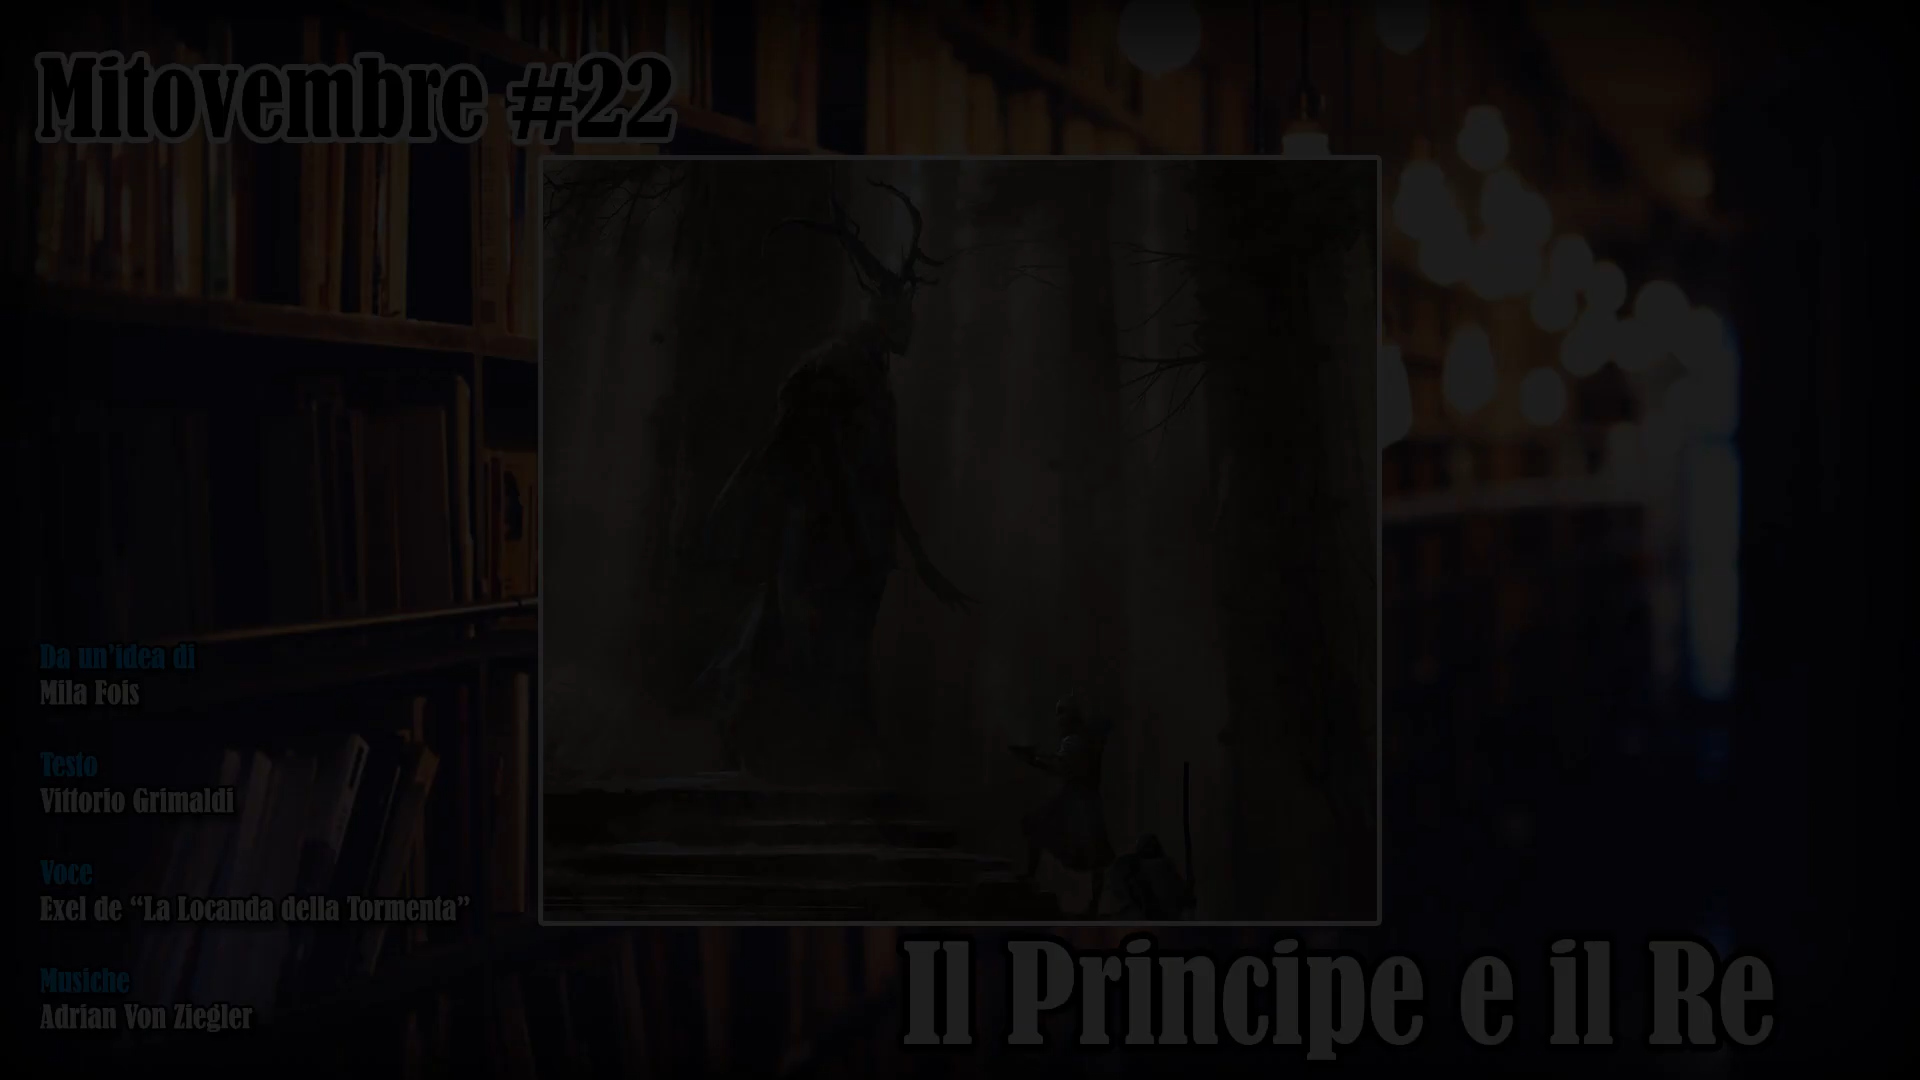 Mitovembre #22
Da un'idea di
Mila Fois
Testo
Vittorio Grimaldi
Voce
Exel de “La Locanda della Tormenta”
Musiche
Adrian Von Ziegler
Il Principe e il Re